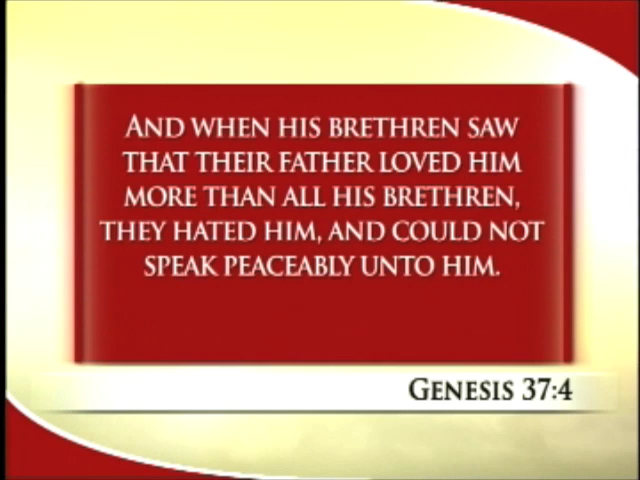 AND WHEN HIS BRETHREN SAW
THAT THEIR FATHER LOVED HIM
MORE THAN ALL HIS BRETHREN,
THEY HATED HIM, AND COULD NOT
SPEAK PEACEABLY UNTO HIM.
GENESIS 37:4